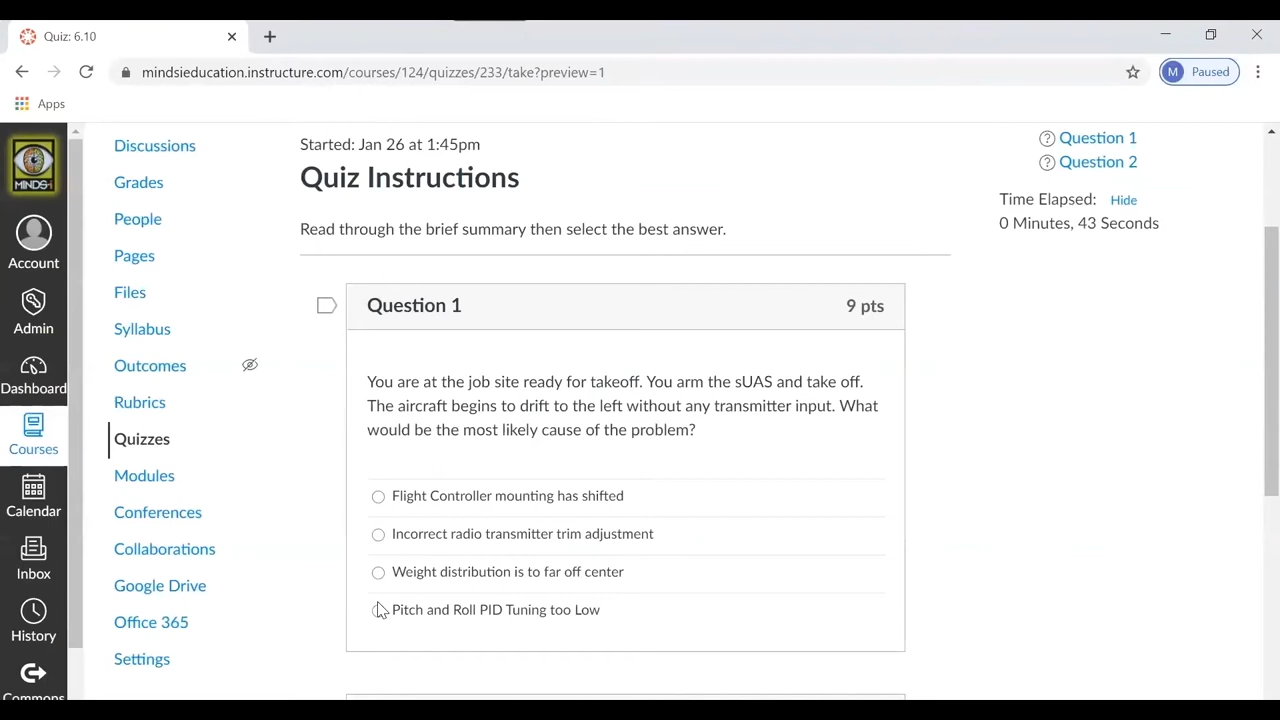 Quiz: 6.10
mindsieducation.instructure.com/courses/124/quizzes/233/take?preview=1
M Paused
Apps
MINDS-i
Account
Admin
Dashboard
Courses
Calendar
Inbox
History
Commons
Discussions
Grades
People
Pages
Files
Syllabus
Outcomes
Rubrics
Quizzes
Modules
Conferences
Collaborations
Google Drive
Office 365
Settings
Started: Jan 26 at 1:45pm
Quiz Instructions
Read through the brief summary then select the best answer.
Question 1 9 pts
You are at the job site ready for takeoff. You arm the sUAS and take off.
The aircraft begins to drift to the left without any transmitter input. What
would be the most likely cause of the problem?
Flight Controller mounting has shifted
Incorrect radio transmitter trim adjustment
Weight distribution is to far off center
Pitch and Roll PID Tuning too Low
Question 1
Question 2
Time Elapsed: Hide
0 Minutes, 43 Seconds